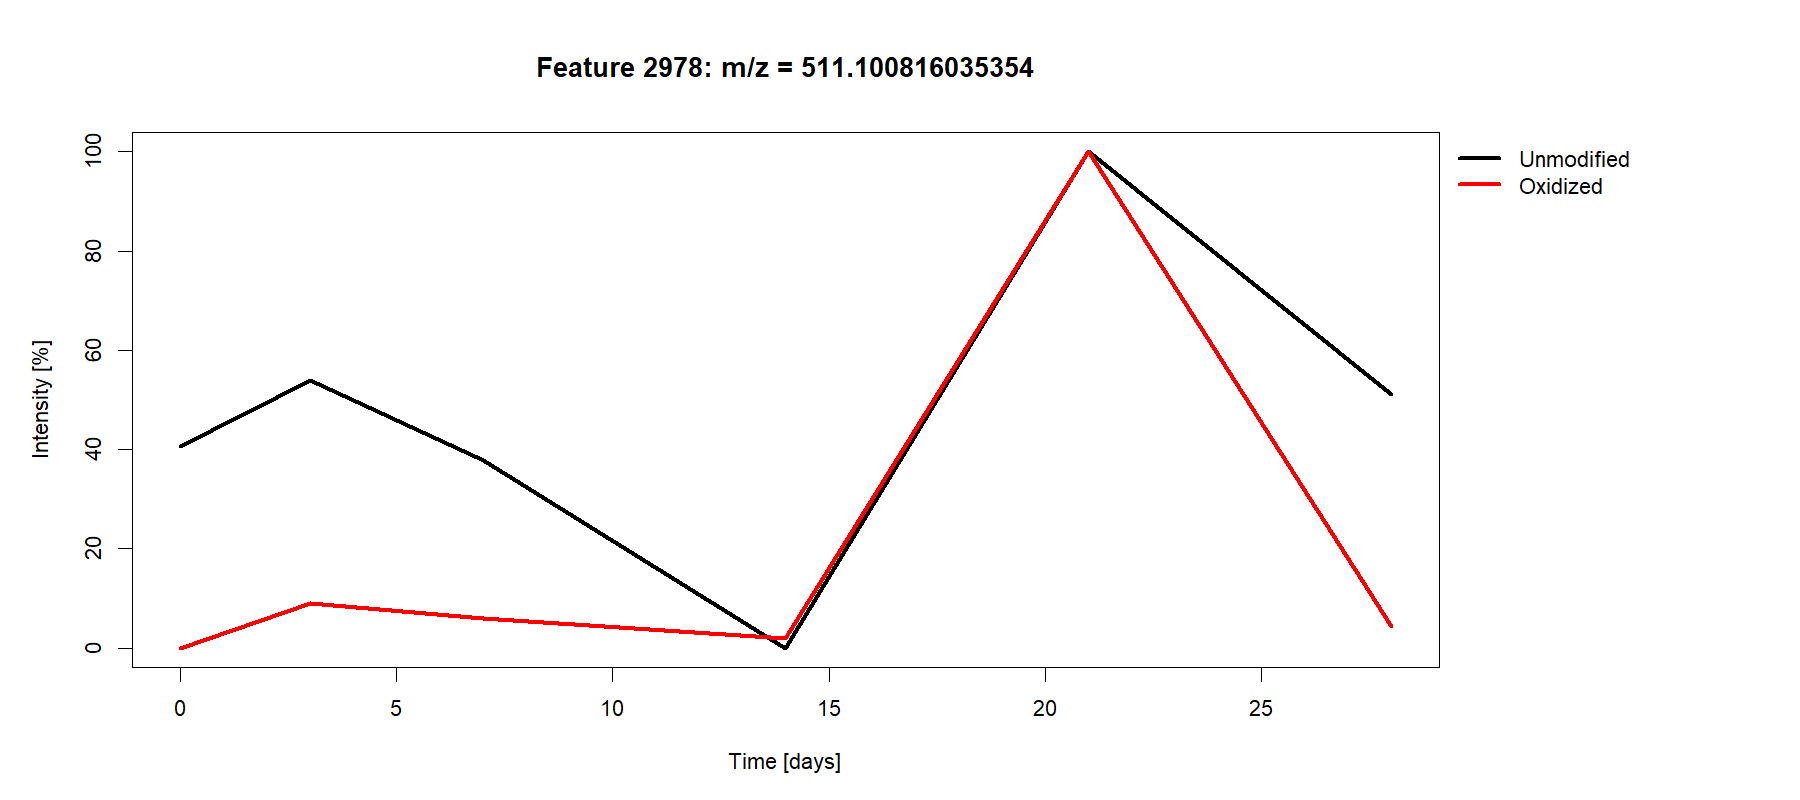 Feature 2978: m/z = 511.100816035354
Unmodified
Oxidized
Intensity [%]
100
80
60
40
20
0
0 5 10 15 20 25
Time [days]